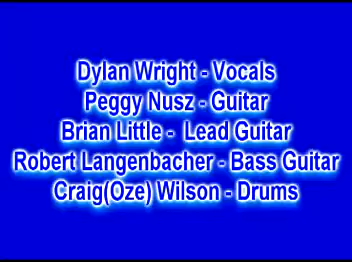 Dylan Wright - Vocals
Peggy Nusz - Guitar
Brian Little - Lead Guitar
Robert Langenbacher - Bass Guitar
Craig(Oze) Wilson - Drums